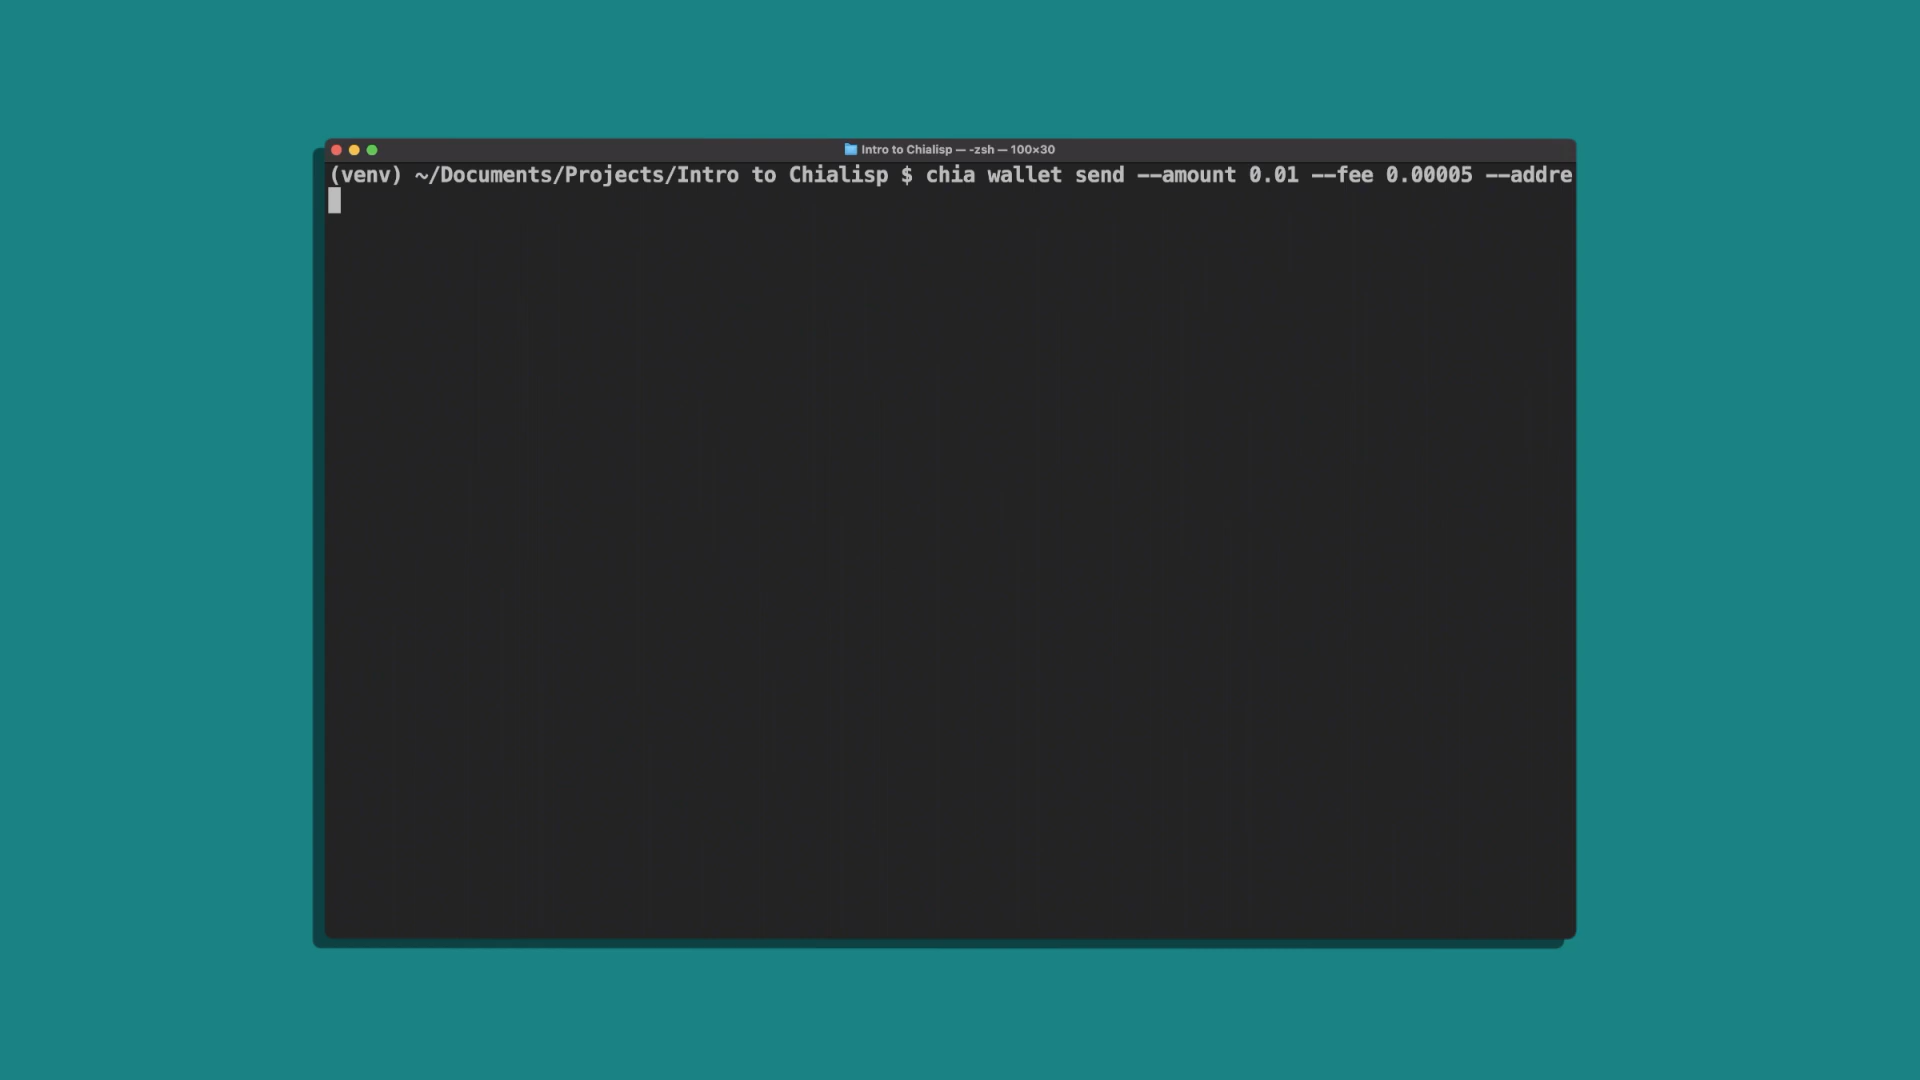 Intro to Chialisp — -zsh — 100×30
(venv) ~/Documents/Projects/Intro to Chialisp $ chia wallet send --amount 0.01 --fee 0.00005 --addre